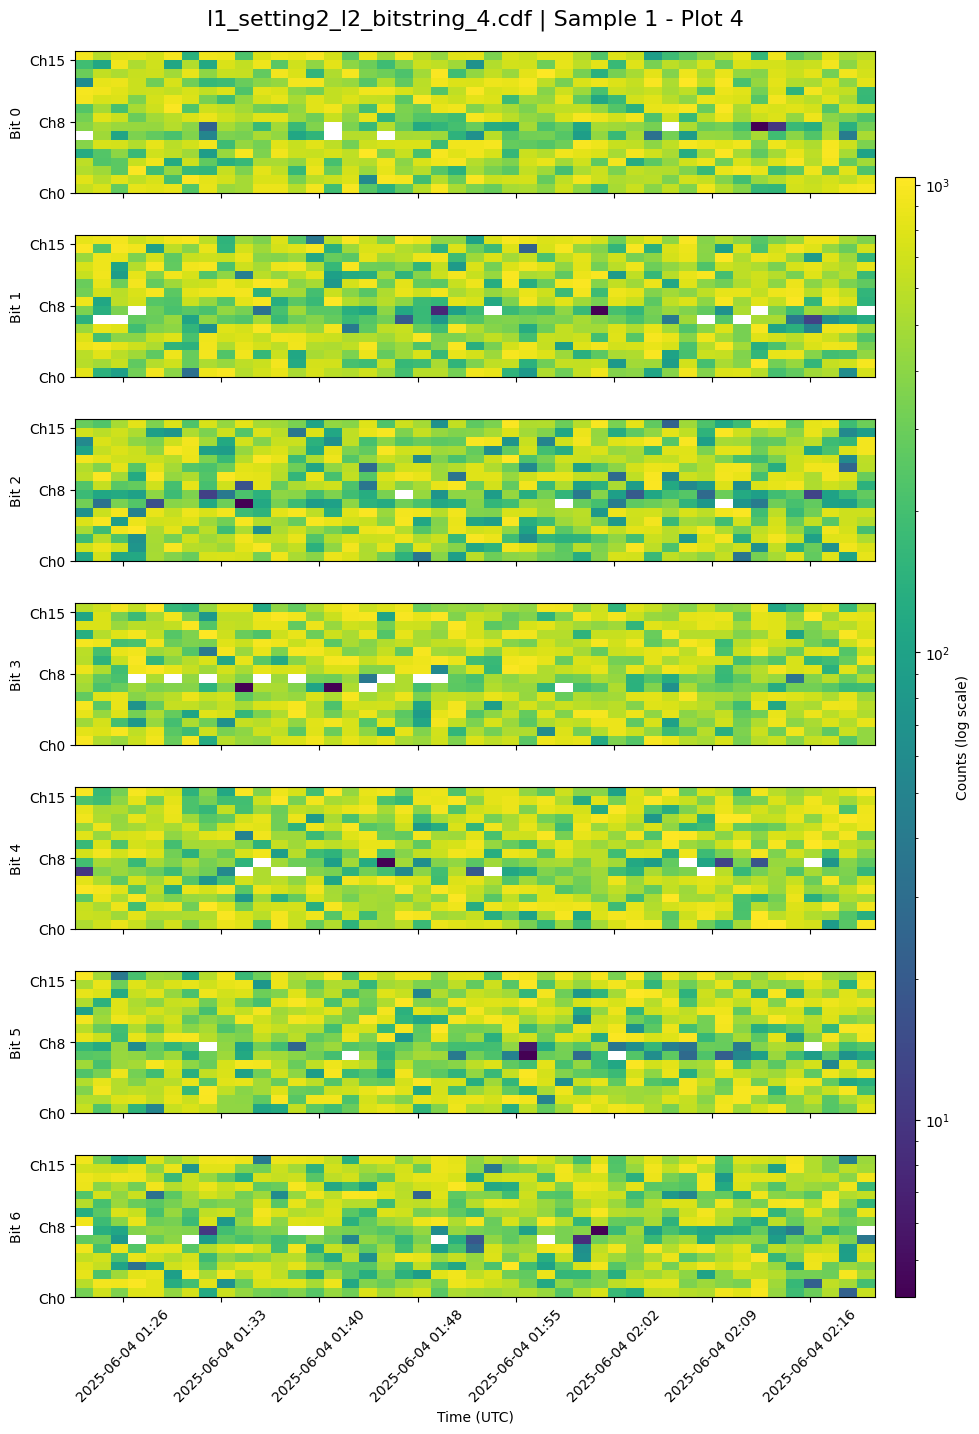 l1_setting2_l2_bitstring_4.cdf | Sample 1 - Plot 4
Bit 0
Ch15
Ch8
Ch0
Bit 1
Ch15
Ch8
Ch0
Bit 2
Ch15
Ch8
Ch0
Bit 3
Ch15
Ch8
Ch0
Bit 4
Ch15
Ch8
Ch0
Bit 5
Ch15
Ch8
Ch0
Bit 6
Ch15
Ch8
Ch0
2025-06-04 01:26
2025-06-04 01:33
2025-06-04 01:40
2025-06-04 01:48
2025-06-04 01:55
2025-06-04 02:02
2025-06-04 02:09
2025-06-04 02:16
Time (UTC)
10³
10²
10¹
Counts (log scale)